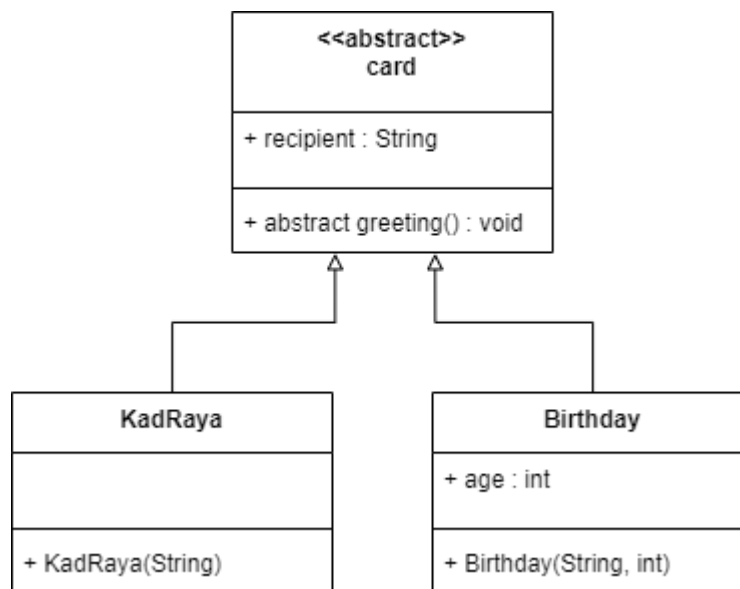 <<abstract>>
card
+ recipient : String
+ abstract greeting() : void
KadRaya
+ KadRaya(String)
Birthday
+ age : int
+ Birthday(String, int)